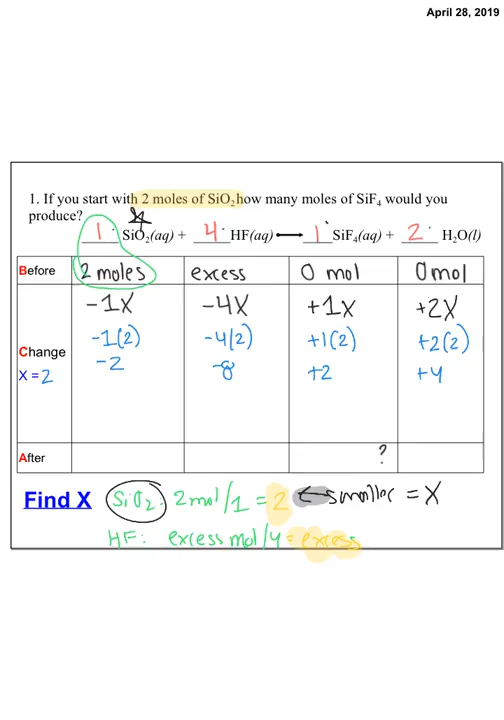 April 28, 2019
1. If you start with 2 moles of SiO₂ how many moles of SiF₄ would you
produce?
1 SiO₂(aq) + 4 HF(aq) ⟷ 1 SiF₄(aq) + 2 H₂O(l)
Before 2 moles excess 0 mol 0 mol
-1X -4X +1X +2X
-1(2) -4(2) +1(2) +2(2)
Change -2 -8 +2 +4
X = 2
After ?
Find X SiO₂: 2mol/1 = 2 ← smaller = X
HF: excess mol/4 = excess